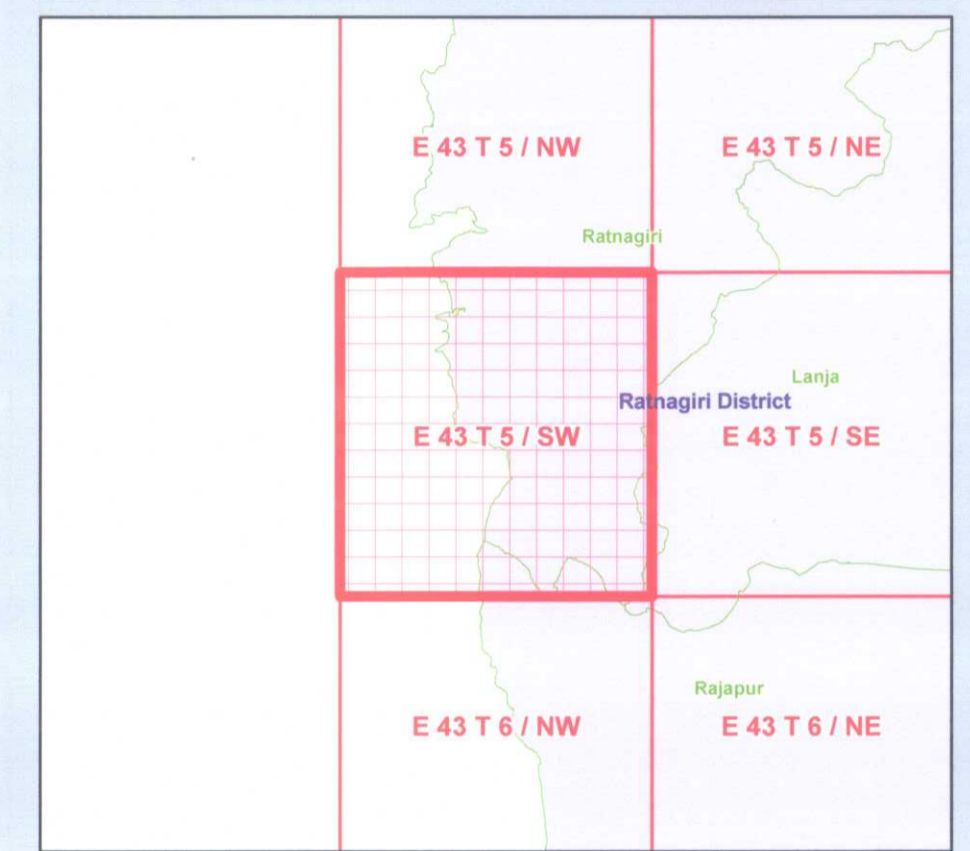 E 43 T 5 / NW
E 43 T 5 / NE
Ratnagiri
Lanja
Ratnagiri District
E 43 T 5 / SW
E 43 T 5 / SE
Rajapur
E 43 T 6 / NW
E 43 T 6 / NE